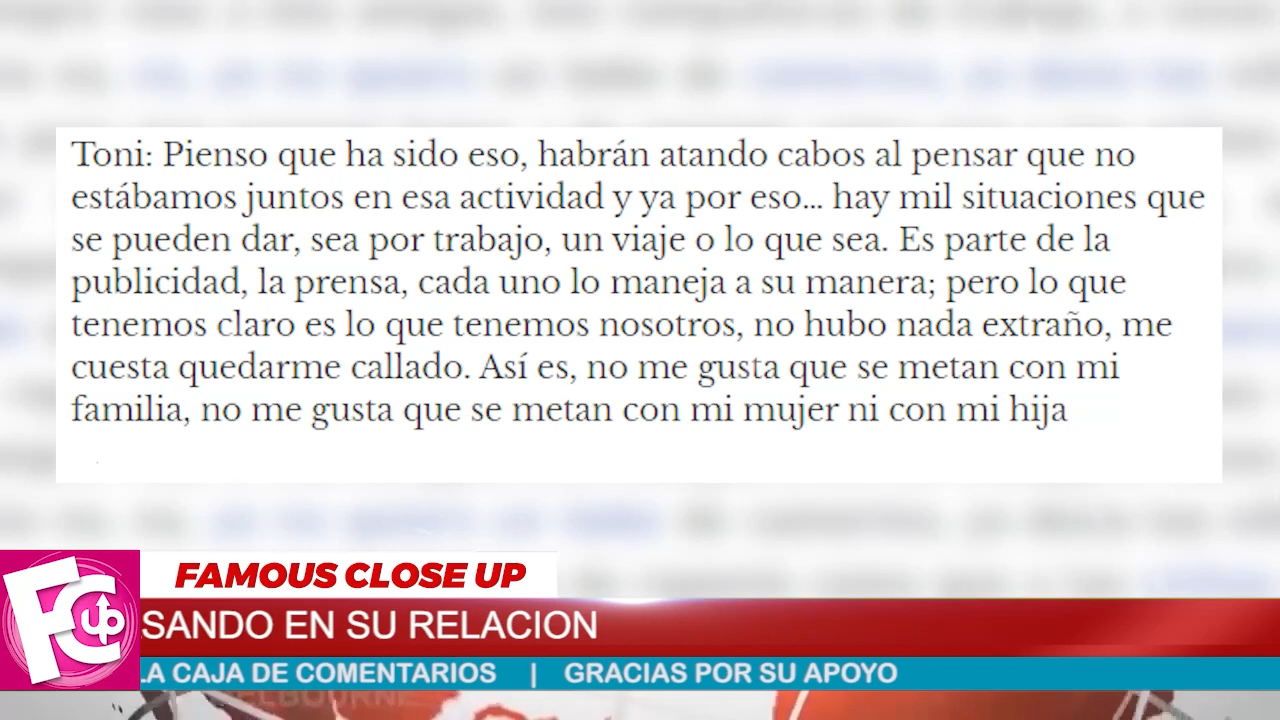 Toni: Pienso que ha sido eso, habrán atando cabos al pensar que no
estábamos juntos en esa actividad y ya por eso... hay mil situaciones que
se pueden dar, sea por trabajo, un viaje o lo que sea. Es parte de la
publicidad, la prensa, cada uno lo maneja a su manera; pero lo que
tenemos claro es lo que tenemos nosotros, no hubo nada extraño, me
cuesta quedarme callado. Así es, no me gusta que se metan con mi
familia, no me gusta que se metan con mi mujer ni con mi hija
FC up
FAMOUS CLOSE UP
SANDO EN SU RELACION
LA CAJA DE COMENTARIOS | GRACIAS POR SU APOYO